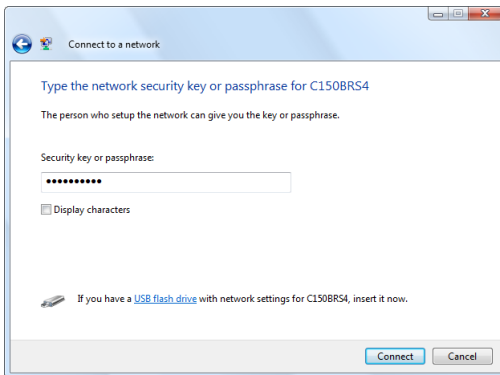 Connect to a network
Type the network security key or passphrase for C150BRS4
The person who setup the network can give you the key or passphrase.
Security key or passphrase:
••••••••••
Display characters
If you have a USB flash drive with network settings for C150BRS4, insert it now.
Connect Cancel